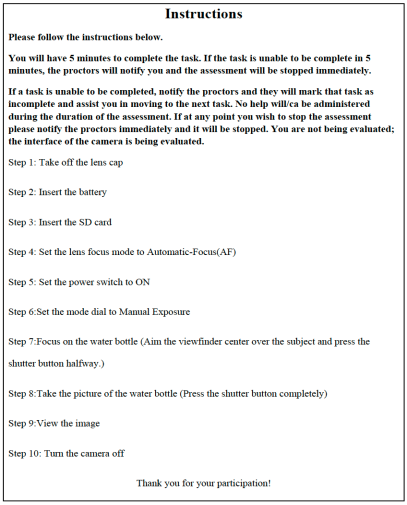 Instructions
Please follow the instructions below.
You will have 5 minutes to complete the task. If the task is unable to be complete in 5
minutes, the proctors will notify you and the assessment will be stopped immediately.
If a task is unable to be completed, notify the proctors and they will mark that task as
incomplete and assist you in moving to the next task. No help will/ca be administered
during the duration of the assessment. If at any point you wish to stop the assessment
please notify the proctors immediately and it will be stopped. You are not being evaluated;
the interface of the camera is being evaluated.
Step 1: Take off the lens cap
Step 2: Insert the battery
Step 3: Insert the SD card
Step 4: Set the lens focus mode to Automatic-Focus(AF)
Step 5: Set the power switch to ON
Step 6:Set the mode dial to Manual Exposure
Step 7:Focus on the water bottle (Aim the viewfinder center over the subject and press the
shutter button halfway.)
Step 8:Take the picture of the water bottle (Press the shutter button completely)
Step 9:View the image
Step 10: Turn the camera off
Thank you for your participation!